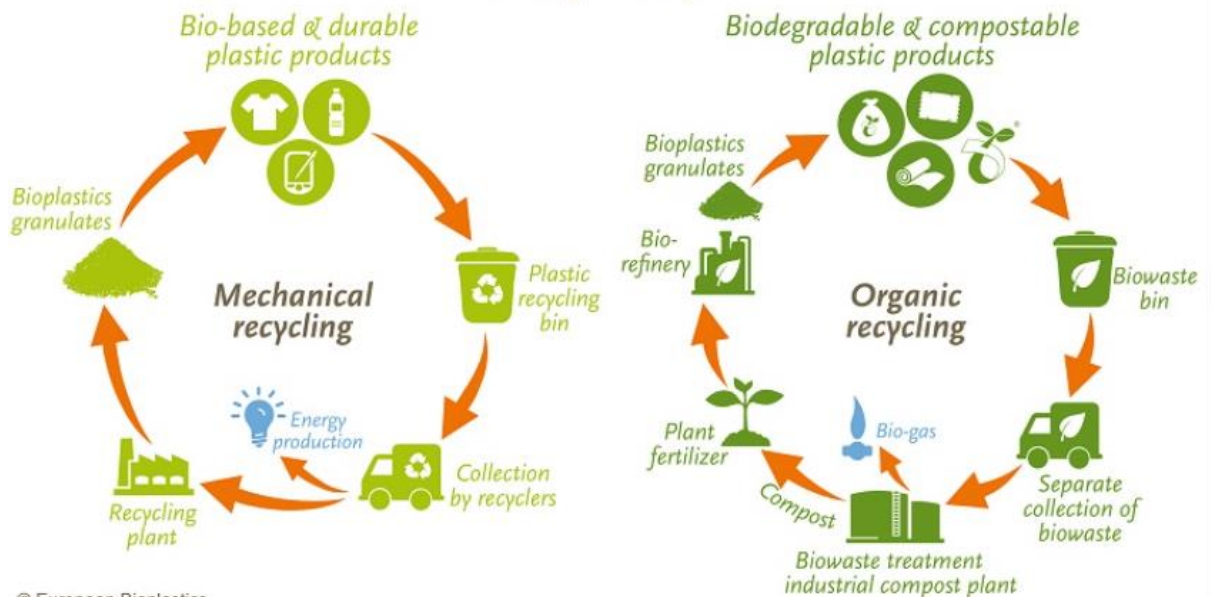 Bio-based & durable
plastic products
Bioplastics
granulates
Mechanical
recycling
Plastic
recycling
bin
Energy
production
Collection
by recyclers
Recycling
plant
Biodegradable & compostable
plastic products
Bioplastics
granulates
Bio-
refinery
Organic
recycling
Biowaste
bin
Plant
fertilizer
Bio-gas
Compost
Separate
collection of
biowaste
Biowaste treatment
industrial compost plant
@ European Bioplastics